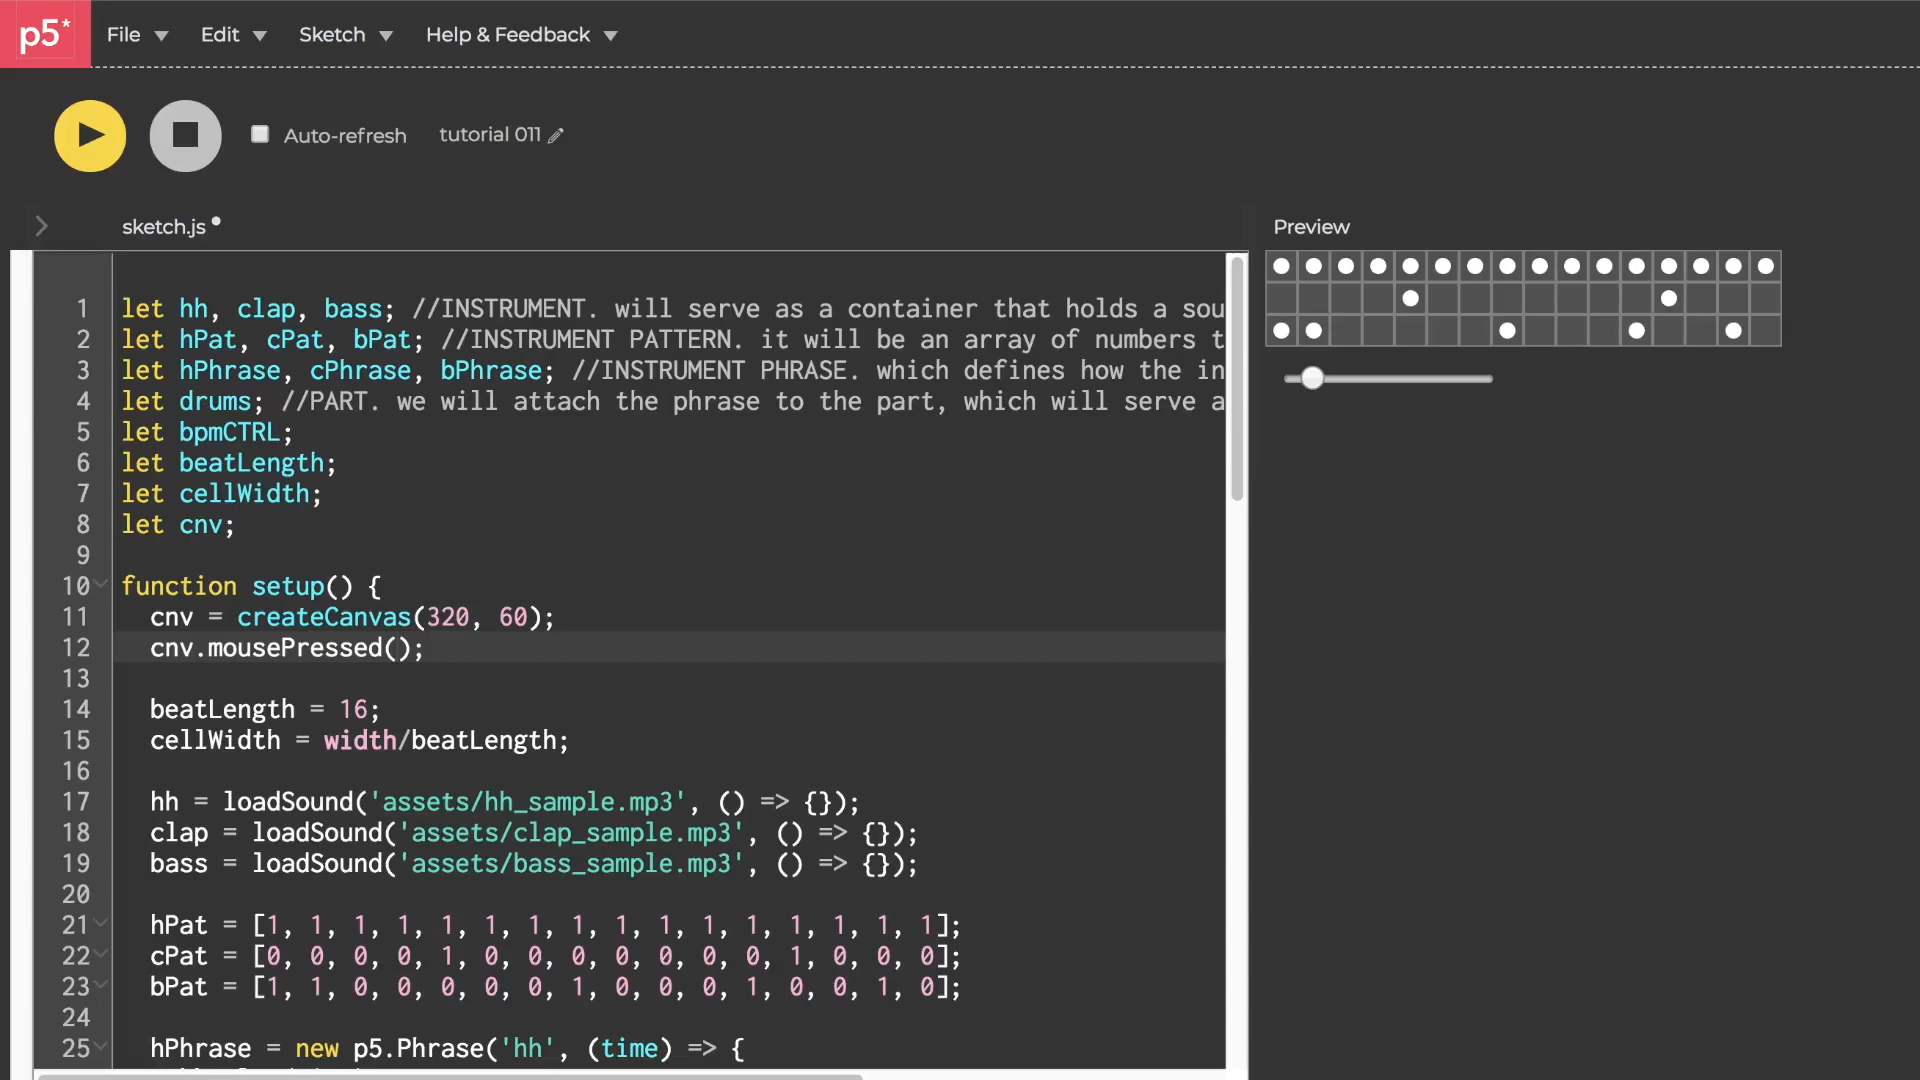 p5* File Edit Sketch Help & Feedback
Auto-refresh tutorial 011
sketch.js
Preview
1 let hh, clap, bass; //INSTRUMENT. will serve as a container that holds a sou
2 let hPat, cPat, bPat; //INSTRUMENT PATTERN. it will be an array of numbers t
3 let hPhrase, cPhrase, bPhrase; //INSTRUMENT PHRASE. which defines how the in
4 let drums; //PART. we will attach the phrase to the part, which will serve a
5 let bpmCTRL;
6 let beatLength;
7 let cellWidth;
8 let cnv;
9
10 function setup() {
11 cnv = createCanvas(320, 60);
12 cnv.mousePressed();
13
14 beatLength = 16;
15 cellWidth = width/beatLength;
16
17 hh = loadSound('assets/hh_sample.mp3', () => {});
18 clap = loadSound('assets/clap_sample.mp3', () => {});
19 bass = loadSound('assets/bass_sample.mp3', () => {});
20
21 hPat = [1, 1, 1, 1, 1, 1, 1, 1, 1, 1, 1, 1, 1, 1, 1, 1];
22 cPat = [0, 0, 0, 0, 1, 0, 0, 0, 0, 0, 0, 0, 1, 0, 0, 0];
23 bPat = [1, 1, 0, 0, 0, 0, 0, 1, 0, 0, 0, 1, 0, 0, 1, 0];
24
25 hPhrase = new p5.Phrase('hh', (time) => {